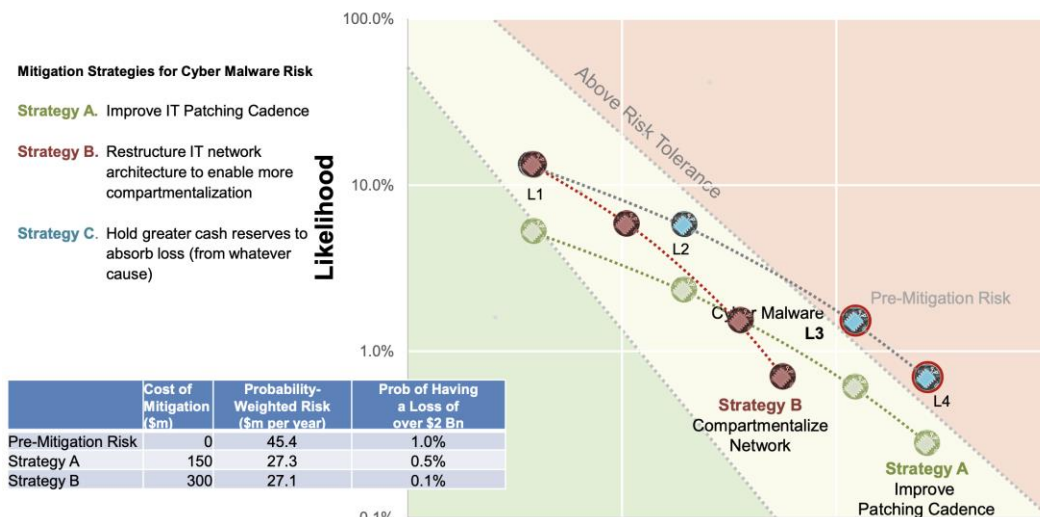 Mitigation Strategies for Cyber Malware Risk
Strategy A. Improve IT Patching Cadence
Strategy B. Restructure IT network
architecture to enable more
compartmentalization
Strategy C. Hold greater cash reserves to
absorb loss (from whatever
cause)
Likelihood
100.0%
10.0%
1.0%
0.1%
Above Risk Tolerance
L1
L2
Pre-Mitigation Risk
Cyber Malware
L3
L4
Strategy B
Compartmentalize
Network
Strategy A
Improve
Patching Cadence
Cost of Mitigation ($m) Probability-Weighted Risk ($m per year) Prob of Having a Loss of over $2 Bn
Pre-Mitigation Risk 0 45.4 1.0%
Strategy A 150 27.3 0.5%
Strategy B 300 27.1 0.1%